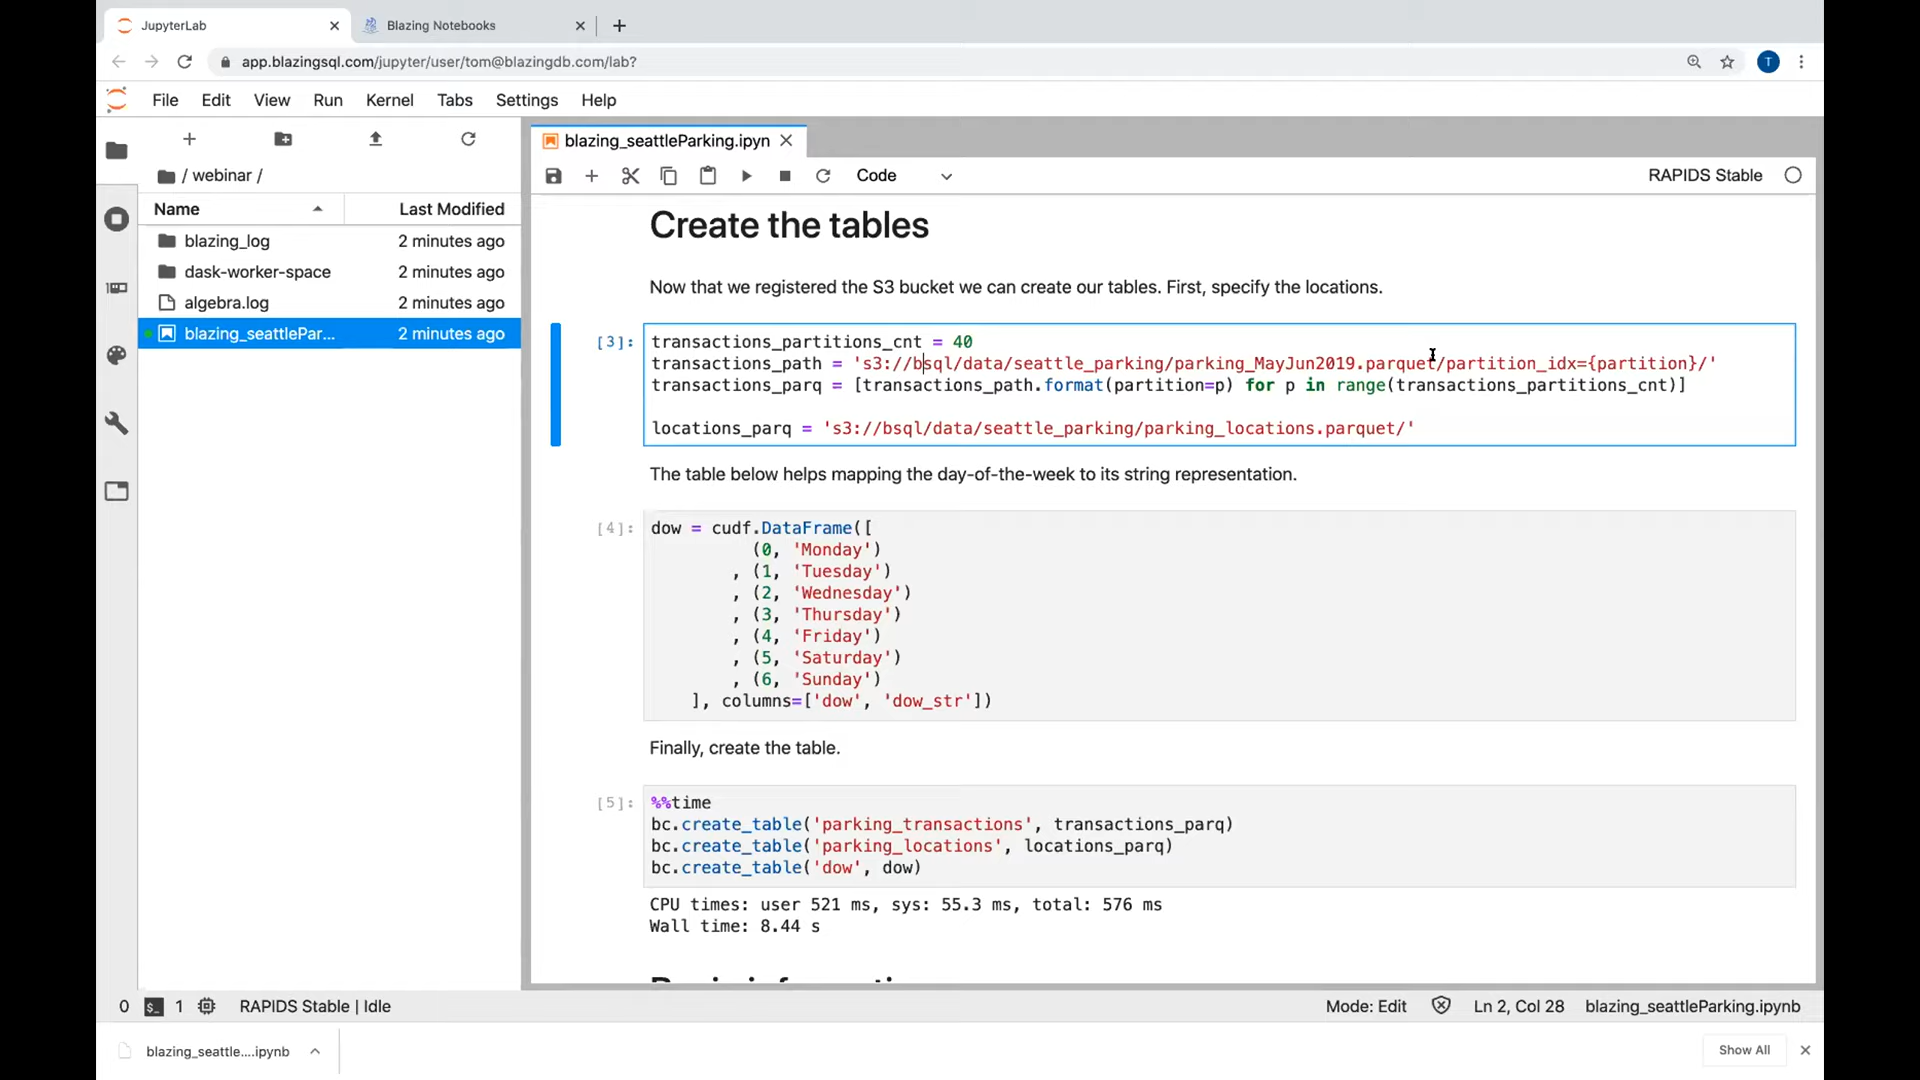 JupyterLab
Blazing Notebooks
app.blazingsql.com/jupyter/user/tom@blazingdb.com/lab?
T
File Edit View Run Kernel Tabs Settings Help
/ webinar /
Name Last Modified
blazing_log 2 minutes ago
dask-worker-space 2 minutes ago
algebra.log 2 minutes ago
blazing_seattlePar... 2 minutes ago
blazing_seattleParking.ipyn
Code
RAPIDS Stable
Create the tables
Now that we registered the S3 bucket we can create our tables. First, specify the locations.
[3]: transactions_partitions_cnt = 40
transactions_path = 's3://bsql/data/seattle_parking/parking_MayJun2019.parquet/partition_idx={partition}/'
transactions_parq = [transactions_path.format(partition=p) for p in range(transactions_partitions_cnt)]
locations_parq = 's3://bsql/data/seattle_parking/parking_locations.parquet/'
The table below helps mapping the day-of-the-week to its string representation.
[4]: dow = cudf.DataFrame([
(0, 'Monday')
, (1, 'Tuesday')
, (2, 'Wednesday')
, (3, 'Thursday')
, (4, 'Friday')
, (5, 'Saturday')
, (6, 'Sunday')
], columns=['dow', 'dow_str'])
Finally, create the table.
[5]: %%time
bc.create_table('parking_transactions', transactions_parq)
bc.create_table('parking_locations', locations_parq)
bc.create_table('dow', dow)
CPU times: user 521 ms, sys: 55.3 ms, total: 576 ms
Wall time: 8.44 s
0 1 RAPIDS Stable | Idle
Mode: Edit Ln 2, Col 28 blazing_seattleParking.ipynb
blazing_seattle....ipynb
Show All